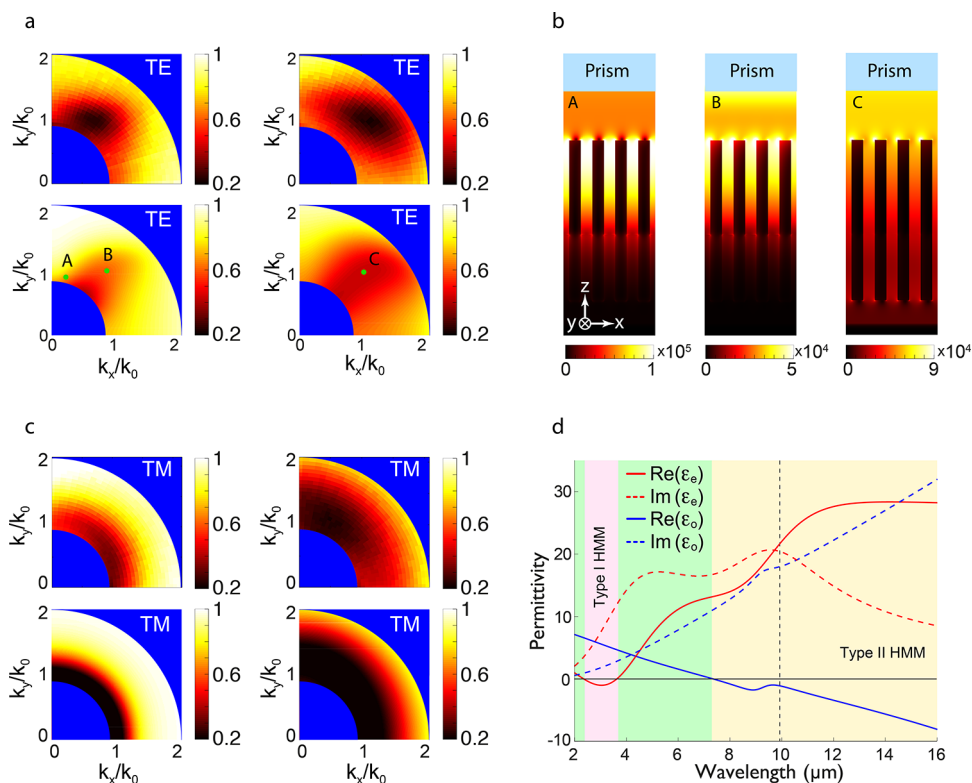 a
2
1
0
k_y/k_0
TE
1
0.6
0.2
2
1
0
k_y/k_0
TE
1
0.6
0.2
2
1
0
k_y/k_0
A
B
TE
0
1
2
k_x/k_0
1
0.6
0.2
2
1
0
k_y/k_0
C
TE
0
1
2
k_x/k_0
1
0.6
0.2
b
Prism
Prism
Prism
A
B
C
z
y
x
0
1
x10^5
0
5
x10^4
0
9
x10^4
c
2
1
0
k_y/k_0
TM
1
0.6
0.2
2
1
0
k_y/k_0
TM
1
0.6
0.2
2
1
0
k_y/k_0
TM
0
1
2
k_x/k_0
1
0.6
0.2
2
1
0
k_y/k_0
TM
0
1
2
k_x/k_0
1
0.6
0.2
d
30
20
10
0
-10
Permittivity
Re(ε_e)
Im (ε_e)
Re(ε_o)
Im (ε_o)
Type I HMM
Type II HMM
2
4
6
8
10
12
14
16
Wavelength (μm)